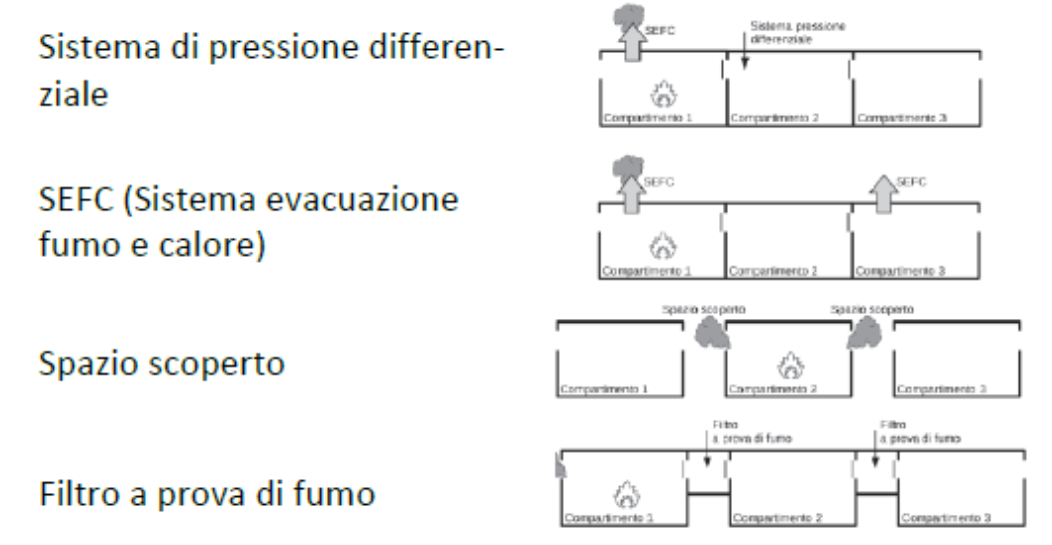 Sistema di pressione differen-
ziale
SEFC
Sistema pressione
differenziale
Compartimento 1
Compartimento 2
Compartimento 3
SEFC (Sistema evacuazione
fumo e calore)
SEFC
SEFC
Compartimento 1
Compartimento 2
Compartimento 3
Spazio scoperto
Spazio scoperto
Spazio scoperto
Compartimento 1
Compartimento 2
Compartimento 3
Filtro a prova di fumo
Filtro
a prova di fumo
Filtro
a prova di fumo
Compartimento 1
Compartimento 2
Compartimento 3